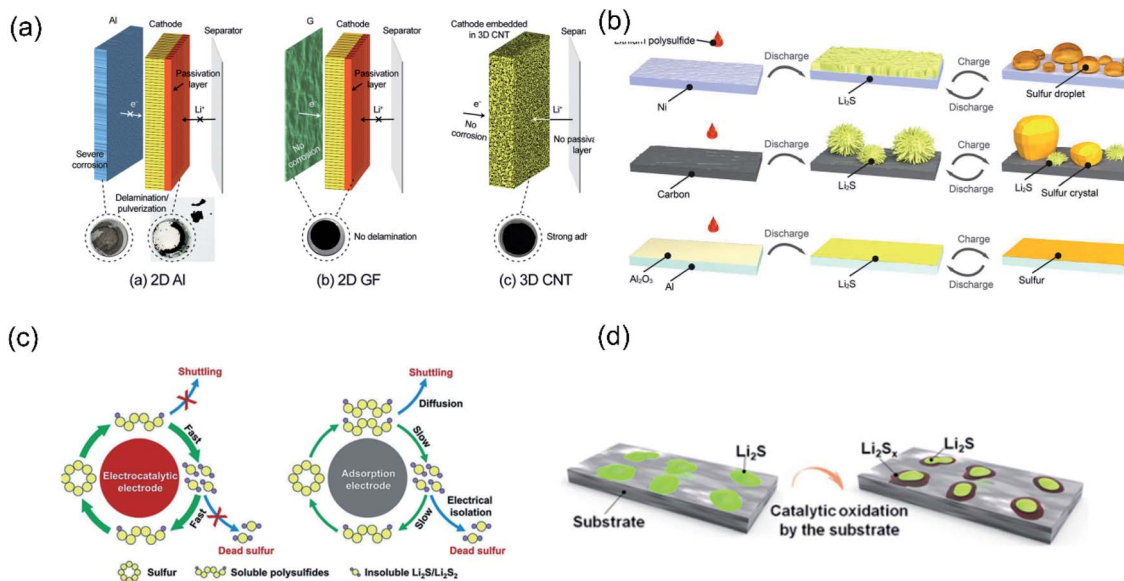 (a)
Al
Cathode
Separator
Passivation
layer
e⁻
Li⁺
Severe
corrosion
Delamination/
pulverization
(a) 2D Al
G
Cathode
Separator
Passivation
layer
e⁻
Li⁺
No corrosion
No delamination
(b) 2D GF
Cathode embedded
in 3D CNT
e⁻
No
corrosion
Li⁺
No passiv
layer
Strong adh
(c) 3D CNT
(b)
polysulfide
Ni
Discharge
Li₂S
Charge
Discharge
Sulfur droplet
Carbon
Discharge
Li₂S
Charge
Discharge
Li₂S
Sulfur crystal
Al₂O₃
Al
Discharge
Li₂S
Charge
Discharge
Sulfur
(c)
Shuttling
Fast
Electrocatalytic
electrode
Fast
Dead sulfur
Shuttling
Diffusion
Slow
Adsorption
electrode
Slow
Electrical
isolation
Dead sulfur
Sulfur
Soluble polysulfides
Insoluble Li₂S/Li₂S₂
(d)
Li₂S
Substrate
Catalytic oxidation
by the substrate
Li₂Sₓ
Li₂S